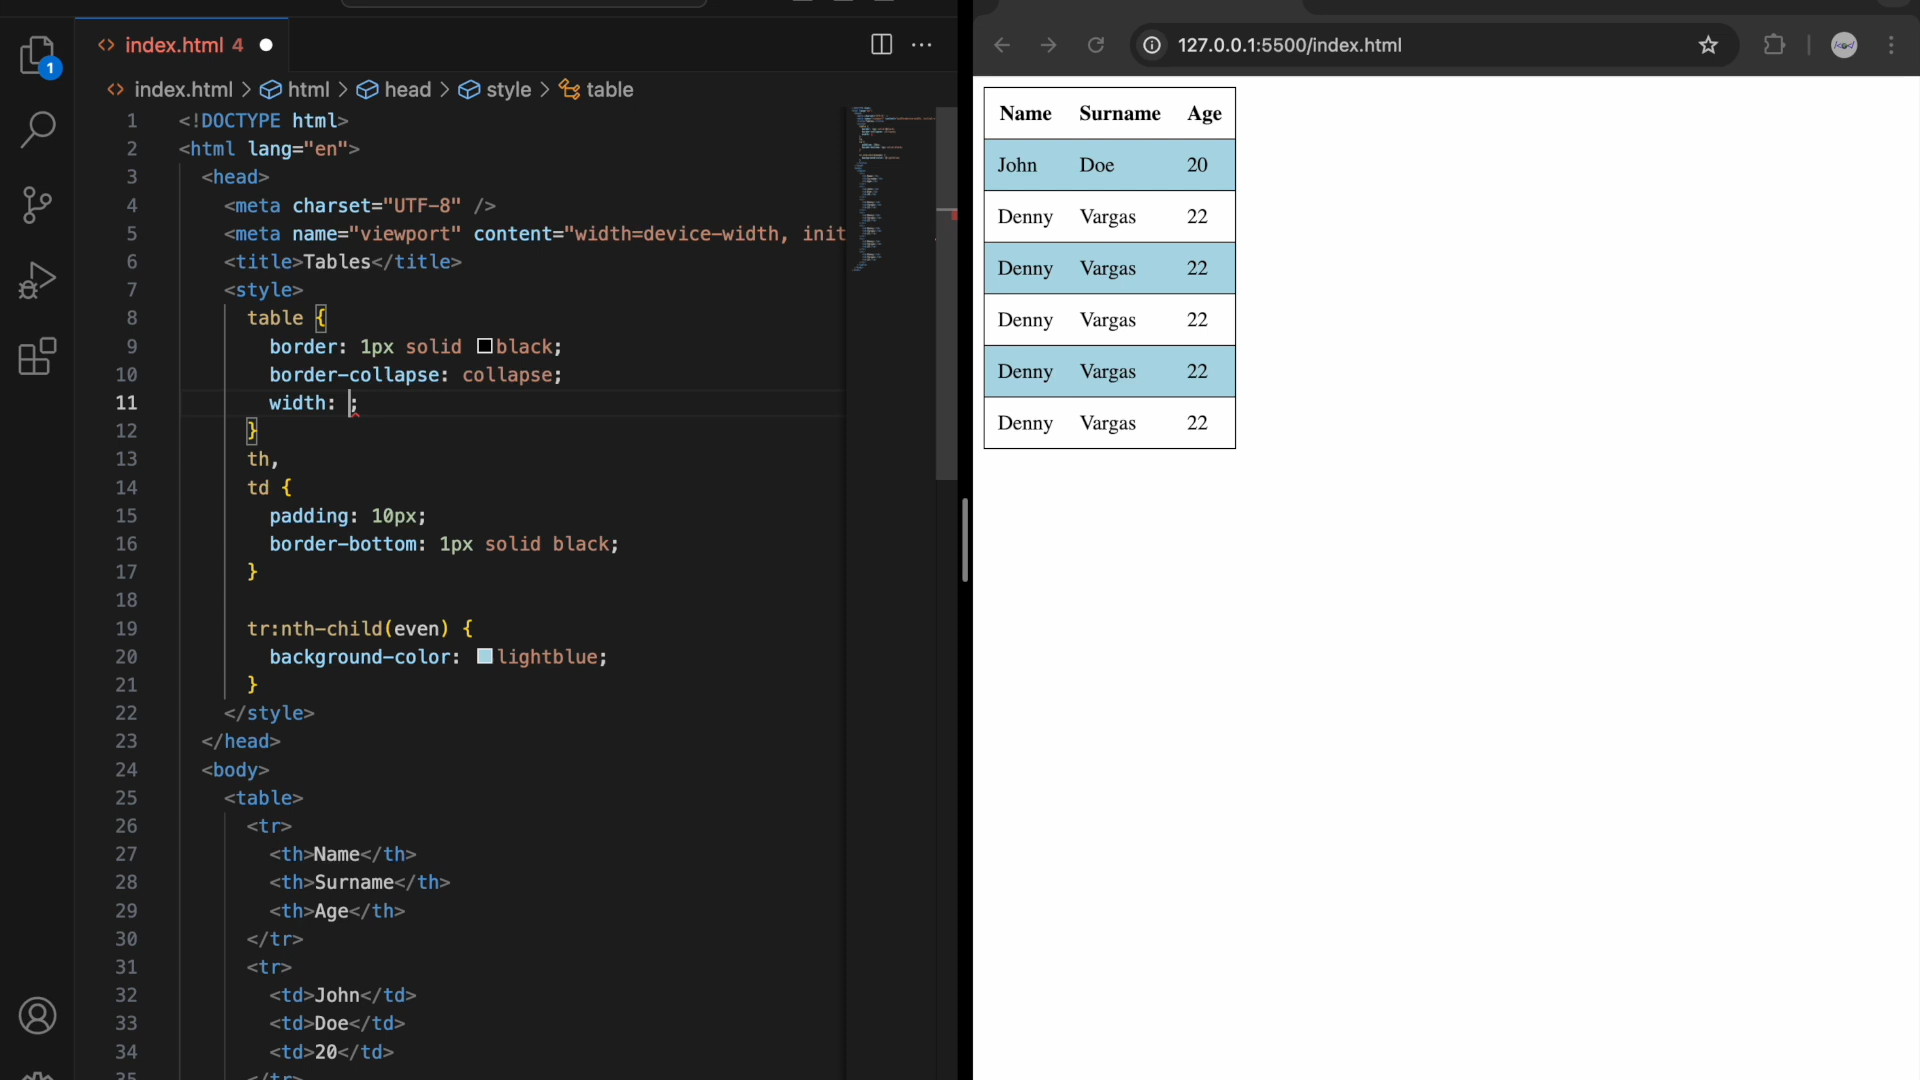 index.html 4
1
index.html > html > head > style > table
1 <!DOCTYPE html>
2 <html lang="en">
3 <head>
4 <meta charset="UTF-8" />
5 <meta name="viewport" content="width=device-width, init
6 <title>Tables</title>
7 <style>
8 table {
9 border: 1px solid black;
10 border-collapse: collapse;
11 width: ;
12 }
13 th,
14 td {
15 padding: 10px;
16 border-bottom: 1px solid black;
17 }
18
19 tr:nth-child(even) {
20 background-color: lightblue;
21 }
22 </style>
23 </head>
24 <body>
25 <table>
26 <tr>
27 <th>Name</th>
28 <th>Surname</th>
29 <th>Age</th>
30 </tr>
31 <tr>
32 <td>John</td>
33 <td>Doe</td>
34 <td>20</td>
35 </tr>
127.0.0.1:5500/index.html
Name Surname Age
John Doe 20
Denny Vargas 22
Denny Vargas 22
Denny Vargas 22
Denny Vargas 22
Denny Vargas 22